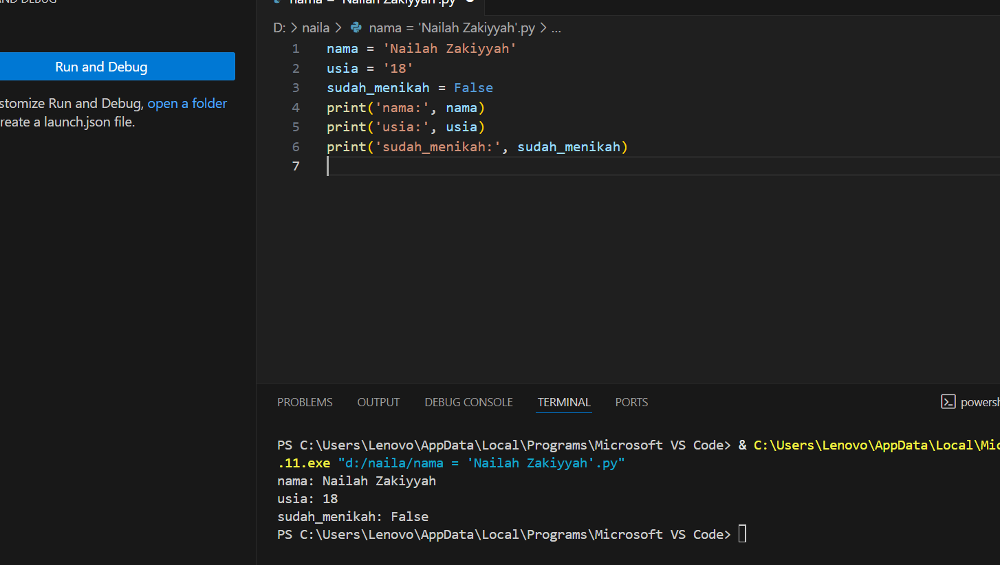 AND DEBUG
nama = 'Nailah Zakiyyah'.py
D: > naila > nama = 'Nailah Zakiyyah'.py > ...
Run and Debug
stomize Run and Debug, open a folder
reate a launch.json file.
1 nama = 'Nailah Zakiyyah'
2 usia = '18'
3 sudah_menikah = False
4 print('nama:', nama)
5 print('usia:', usia)
6 print('sudah_menikah:', sudah_menikah)
7
PROBLEMS OUTPUT DEBUG CONSOLE TERMINAL PORTS powersh
PS C:\Users\Lenovo\AppData\Local\Programs\Microsoft VS Code> & C:\Users\Lenovo\AppData\Local\Mic
.11.exe "d:/naila/nama = 'Nailah Zakiyyah'.py"
nama: Nailah Zakiyyah
usia: 18
sudah_menikah: False
PS C:\Users\Lenovo\AppData\Local\Programs\Microsoft VS Code>